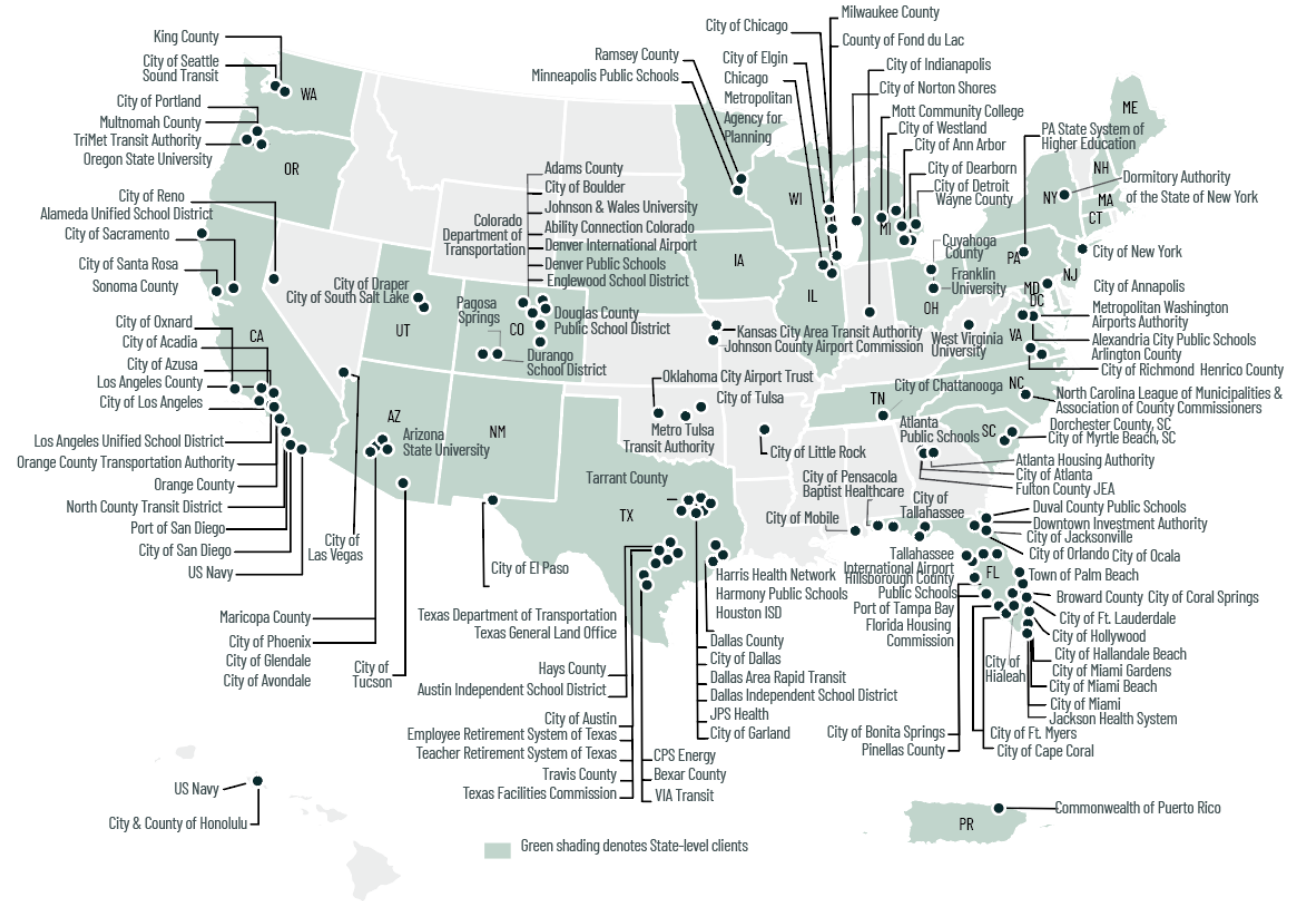 King County
City of Seattle
Sound Transit
City of Portland
Multnomah County
TriMet Transit Authority
Oregon State University
City of Reno
Alameda Unified School District
City of Sacramento
City of Santa Rosa
Sonoma County
City of Oxnard
City of Acadia
City of Azusa
Los Angeles County
City of Los Angeles
Los Angeles Unified School District
Orange County Transportation Authority
Orange County
North County Transit District
Port of San Diego
City of San Diego
US Navy
Maricopa County
City of Phoenix
City of Glendale
City of Avondale
City of
Las Vegas
City of
Tucson
WA
OR
CA
City of Draper
City of South Salt Lake
UT
AZ
Arizona
State University
NM
Colorado
Department of
Transportation
Adams County
City of Boulder
Johnson & Wales University
Ability Connection Colorado
Denver International Airport
Denver Public Schools
Englewood School District
Pagosa
Springs
CO
Douglas County
Public School District
Durango
School District
Ramsey County
Minneapolis Public Schools
City of Chicago
City of Elgin
Chicago
Metropolitan
Agency for
Planning
Milwaukee County
County of Fond du Lac
City of Indianapolis
City of Norton Shores
Mott Community College
City of Westland
City of Ann Arbor
City of Dearborn
City of Detroit
Wayne County
WI
MI
IA
IL
OH
Cuyahoga
County
Franklin
University
PA State System of
Higher Education
ME
NH
NY
MA
CT
Dormitory Authority
of the State of New York
City of New York
PA
NJ
MD
DC
City of Annapolis
Metropolitan Washington
Airports Authority
VA
Alexandria City Public Schools
Arlington County
City of Richmond Henrico County
West Virginia
University
Kansas City Area Transit Authority
Johnson County Airport Commission
Oklahoma City Airport Trust
City of Tulsa
Metro Tulsa
Transit Authority
City of Little Rock
City of Chattanooga
TN
NC
North Carolina League of Municipalities &
Association of County Commissioners
Dorchester County, SC
City of Myrtle Beach, SC
SC
Atlanta
Public Schools
Atlanta Housing Authority
City of Atlanta
Fulton County JEA
City of Pensacola
Baptist Healthcare
City of Mobile
City of
Tallahassee
Duval County Public Schools
Downtown Investment Authority
City of Jacksonville
City of Orlando City of Ocala
Tallahassee
International Airport
Hillsborough County
Public Schools
Port of Tampa Bay
Florida Housing
Commission
FL
Town of Palm Beach
Broward County City of Coral Springs
City of Ft. Lauderdale
City of Hollywood
City of Hallandale Beach
City of Miami Gardens
City of Miami Beach
City of Miami
Jackson Health System
City of
Hialeah
City of Bonita Springs
Pinellas County
City of Ft. Myers
City of Cape Coral
Tarrant County
TX
City of El Paso
Harris Health Network
Harmony Public Schools
Houston ISD
Texas Department of Transportation
Texas General Land Office
Dallas County
City of Dallas
Dallas Area Rapid Transit
Dallas Independent School District
JPS Health
City of Garland
Hays County
Austin Independent School District
City of Austin
Employee Retirement System of Texas
Teacher Retirement System of Texas
Travis County
Texas Facilities Commission
CPS Energy
Bexar County
VIA Transit
US Navy
City & County of Honolulu
Commonwealth of Puerto Rico
PR
Green shading denotes State-level clients